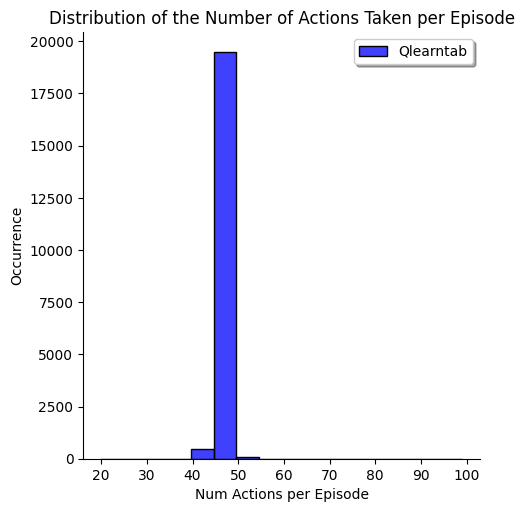 Distribution of the Number of Actions Taken per Episode
Qlearntab
20000
17500
15000
12500
10000
7500
5000
2500
0
Occurrence
20 30 40 50 60 70 80 90 100
Num Actions per Episode